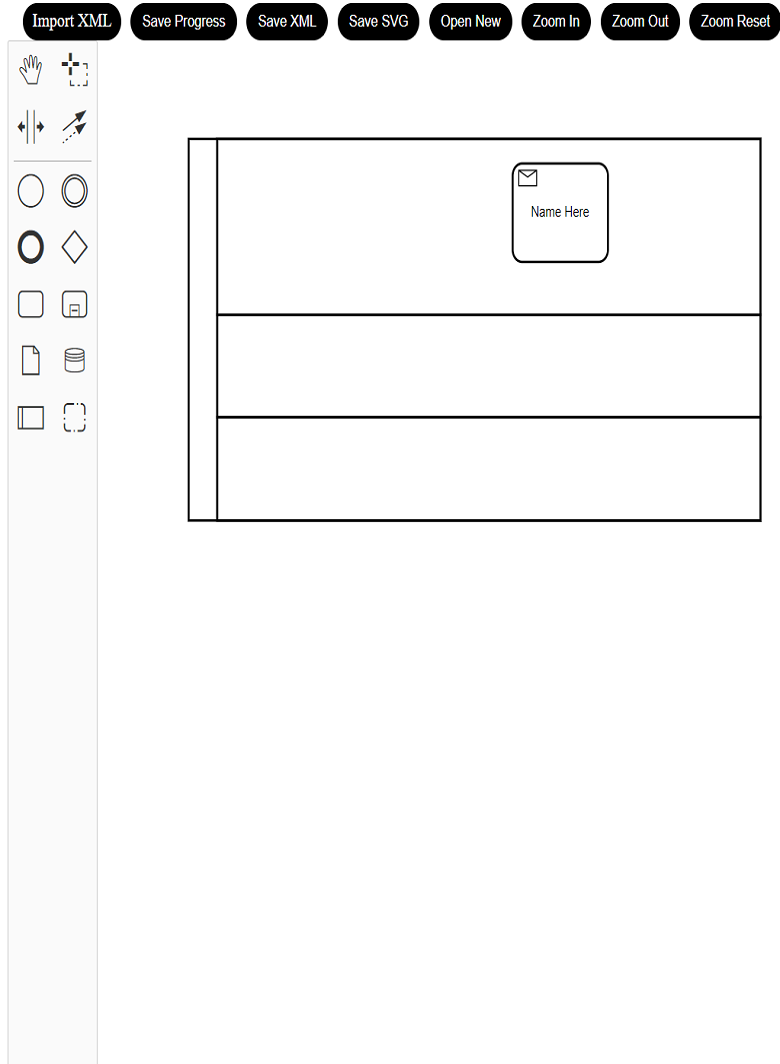 Import XML
Save Progress
Save XML
Save SVG
Open New
Zoom In
Zoom Out
Zoom Reset
Name Here